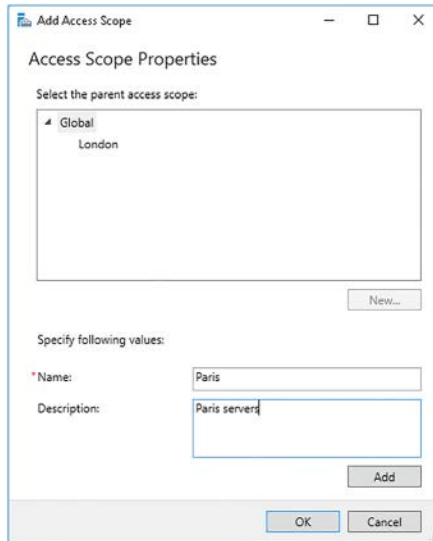 Add Access Scope
Access Scope Properties
Select the parent access scope:
Global
London
New...
Specify following values:
*Name:
Paris
Description:
Paris servers
Add
OK
Cancel